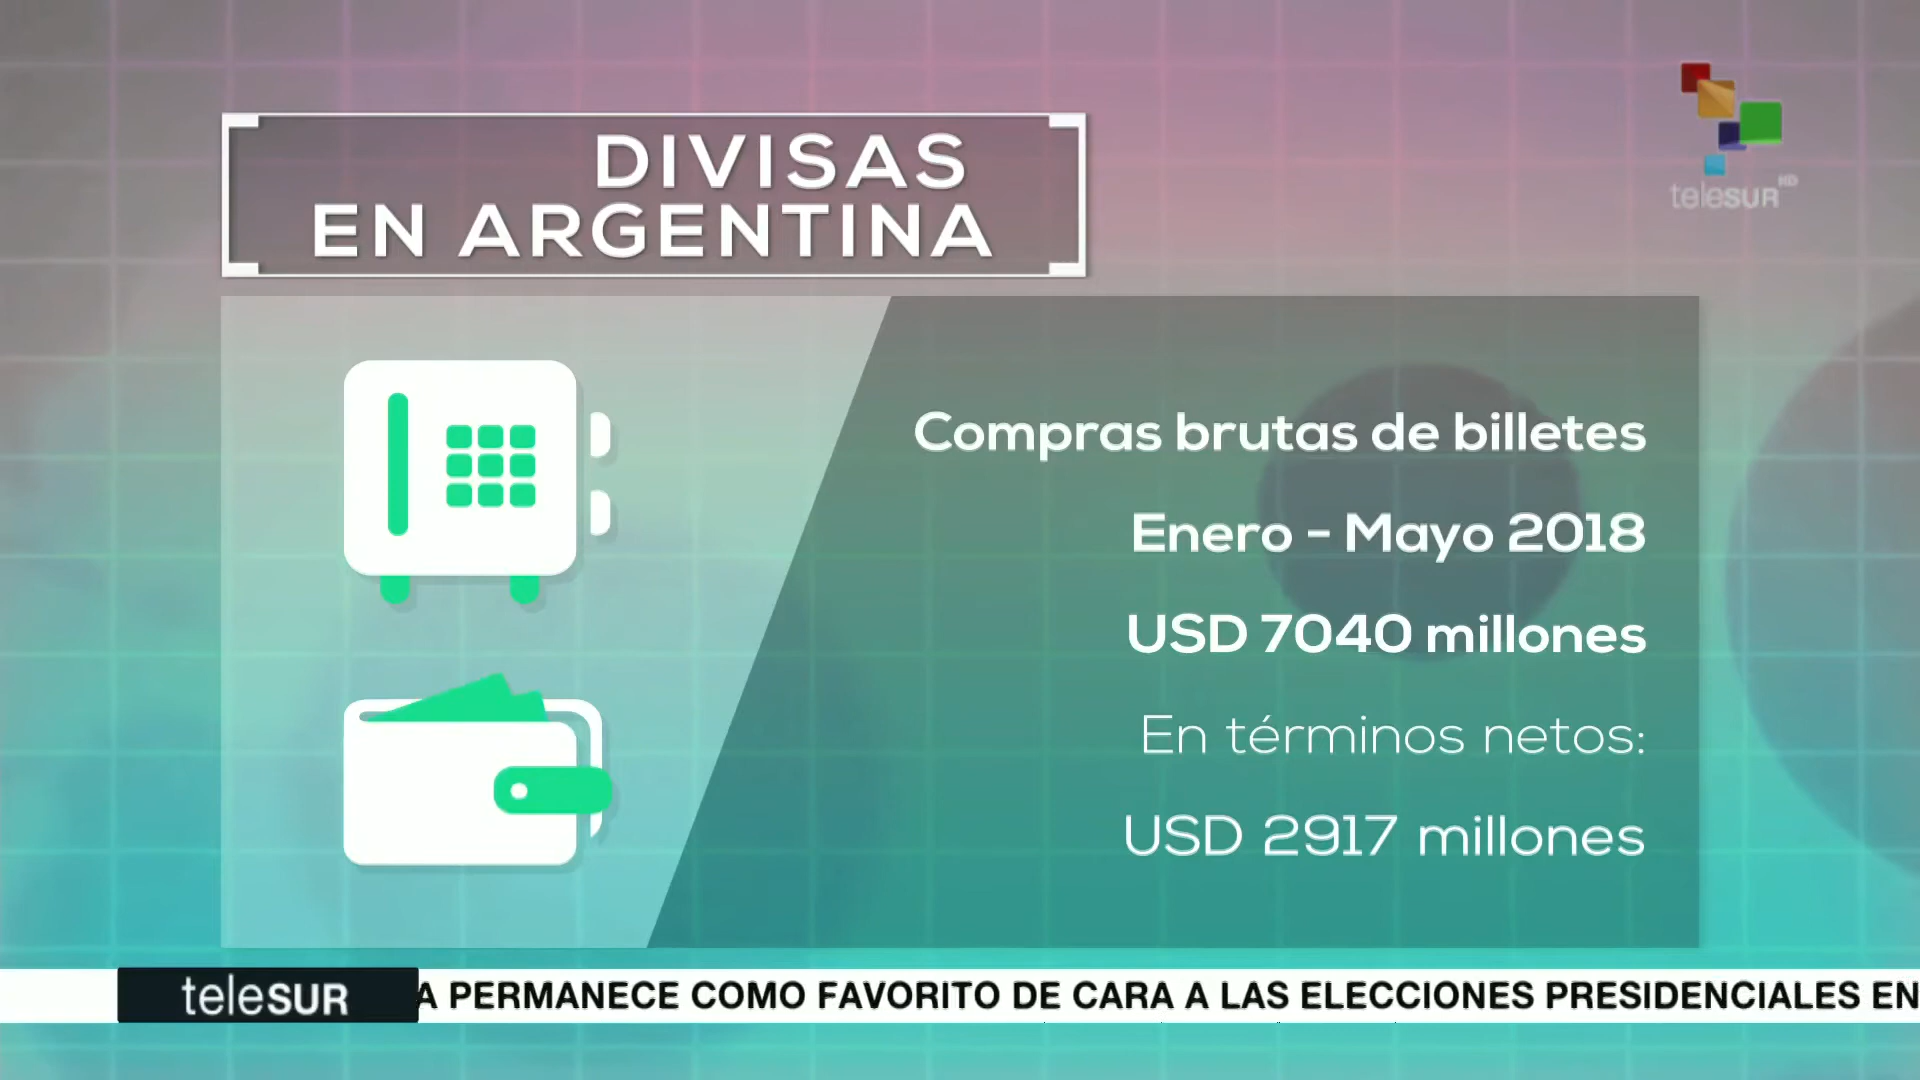 DIVISAS
EN ARGENTINA
teleSUR HD
Compras brutas de billetes
Enero - Mayo 2018
USD 7040 millones
En términos netos:
USD 2917 millones
teleSUR
A PERMANECE COMO FAVORITO DE CARA A LAS ELECCIONES PRESIDENCIALES EN